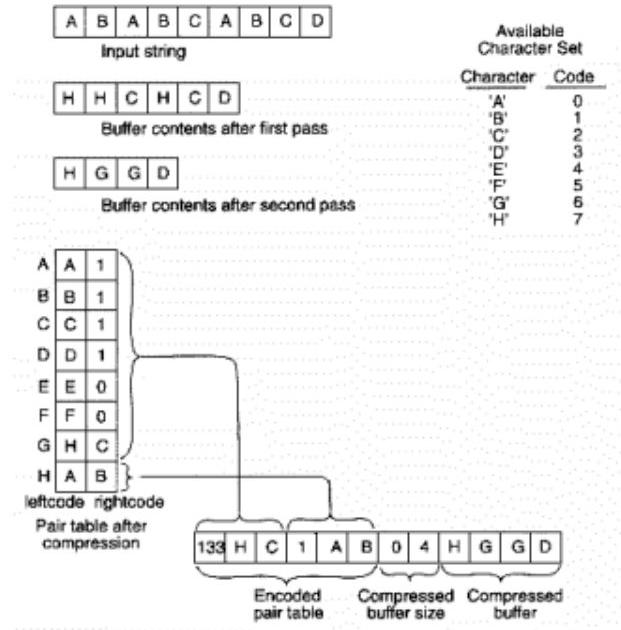 A B A B C A B C D
Input string
H H C H C D
Buffer contents after first pass
H G G D
Buffer contents after second pass
Available
Character Set
Character Code
'A' 0
'B' 1
'C' 2
'D' 3
'E' 4
'F' 5
'G' 6
'H' 7
A A 1
B B 1
C C 1
D D 1
E E 0
F F 0
G H C
H A B
leftcode rightcode
Pair table after
compression
133 H C 1 A B 0 4 H G G D
Encoded
pair table
Compressed
buffer size
Compressed
buffer